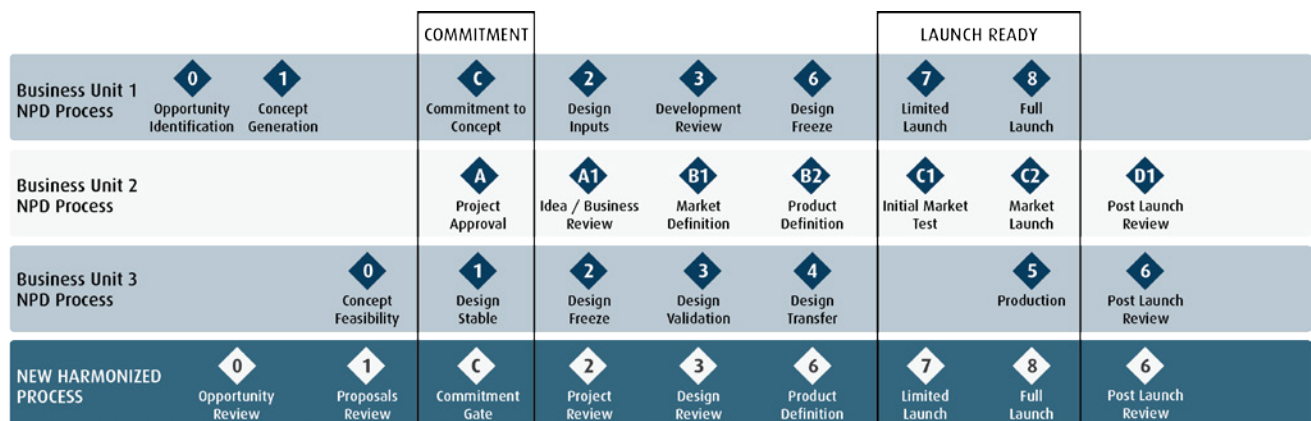 COMMITMENT
LAUNCH READY
Business Unit 1
NPD Process
0
Opportunity
Identification
1
Concept
Generation
C
Commitment to
Concept
2
Design
Inputs
3
Development
Review
6
Design
Freeze
7
Limited
Launch
8
Full
Launch
Business Unit 2
NPD Process
A
Project
Approval
A1
Idea / Business
Review
B1
Market
Definition
B2
Product
Definition
C1
Initial Market
Test
C2
Market
Launch
D1
Post Launch
Review
Business Unit 3
NPD Process
0
Concept
Feasibility
1
Design
Stable
2
Design
Freeze
3
Design
Validation
4
Design
Transfer
5
Production
6
Post Launch
Review
NEW HARMONIZED
PROCESS
0
Opportunity
Review
1
Proposals
Review
C
Commitment
Gate
2
Project
Review
3
Design
Review
6
Product
Definition
7
Limited
Launch
8
Full
Launch
6
Post Launch
Review